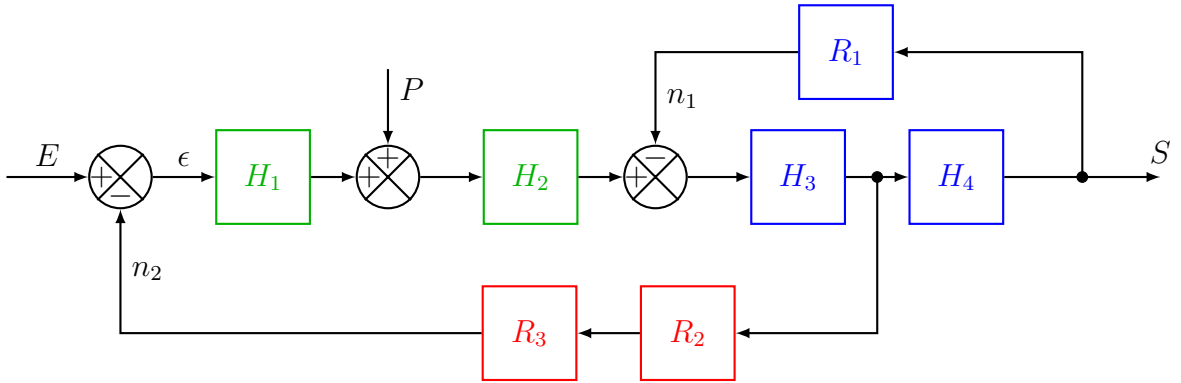 R₁
P
n₁
E
ϵ
S
+
−
H₁
+
+
H₂
−
+
H₃
H₄
n₂
R₃
R₂